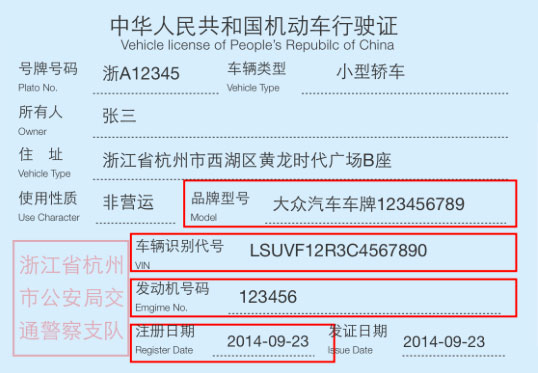 中华人民共和国机动车行驶证
Vehicle license of People's Republc of China
号牌号码 浙A12345 车辆类型 小型轿车
Plato No. Vehicle Type
所有人 张三
Owner
住 址 浙江省杭州市西湖区黄龙时代广场B座
Vehicle Type
使用性质 非营运 品牌型号 大众汽车车牌123456789
Use Character Model
车辆识别代号 LSUVF12R3C4567890
VIN
浙江省杭州
市公安局交
通警察支队
发动机号码 123456
Emgime No.
注册日期 2014-09-23 发证日期 2014-09-23
Register Date Issue Date